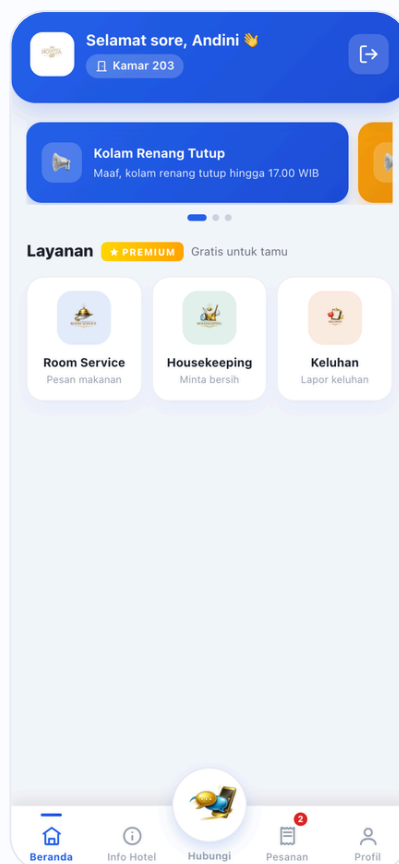 Selamat sore, Andini 👋
Kamar 203
Kolam Renang Tutup
Maaf, kolam renang tutup hingga 17.00 WIB
Layanan ★ PREMIUM Gratis untuk tamu
Room Service
Pesan makanan
Housekeeping
Minta bersih
Keluhan
Lapor keluhan
Beranda
Info Hotel
Hubungi
2
Pesanan
Profil